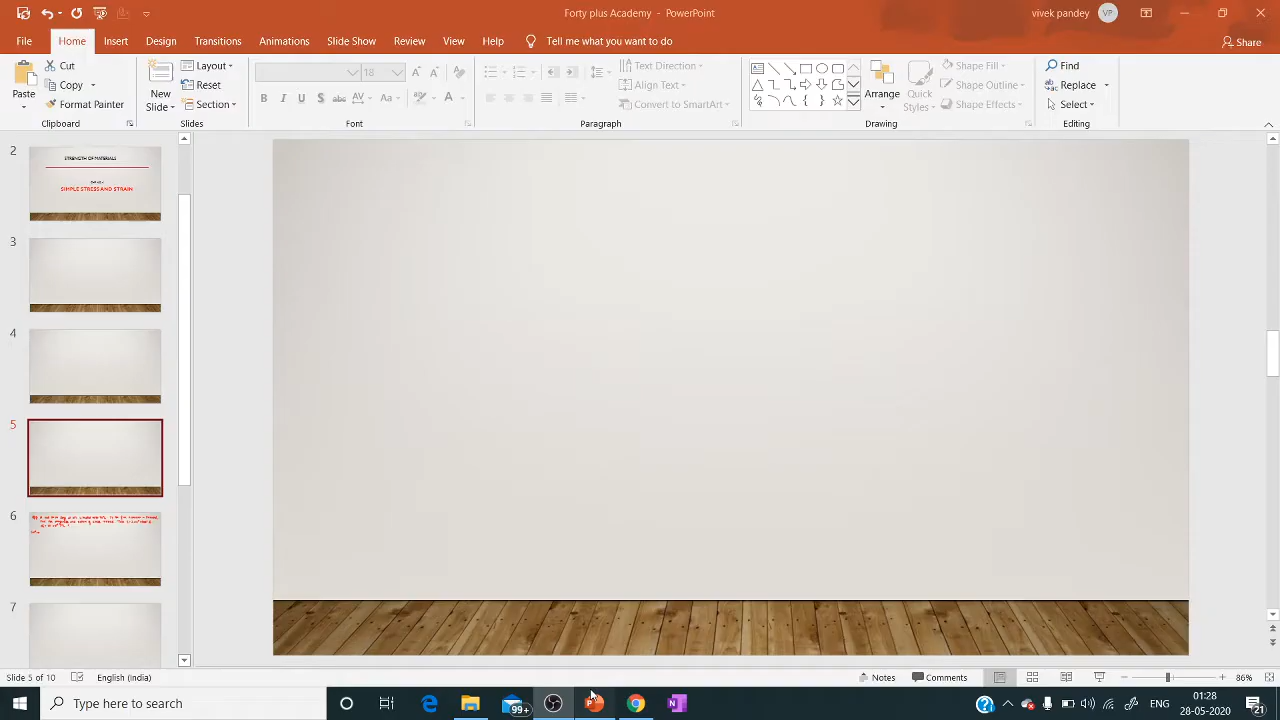 Forty plus Academy - PowerPoint
vivek pandey
VP
File
Home
Insert
Design
Transitions
Animations
Slide Show
Review
View
Help
Tell me what you want to do
Share
Paste
Cut
Copy
Format Painter
Clipboard
New Slide
Layout
Reset
Section
Slides
18
B I U S abc AV Aa A
Font
Text Direction
Align Text
Convert to SmartArt
Paragraph
Arrange
Quick Styles
Shape Fill
Shape Outline
Shape Effects
Drawing
Find
Replace
Select
Editing
2
STRENGTH OF MATERIALS
SIMPLE STRESS AND STRAIN
3
4
5
6
7
Slide 5 of 10
English (India)
Notes
Comments
86%
Type here to search
99+
ENG
01:28
28-05-2020
21